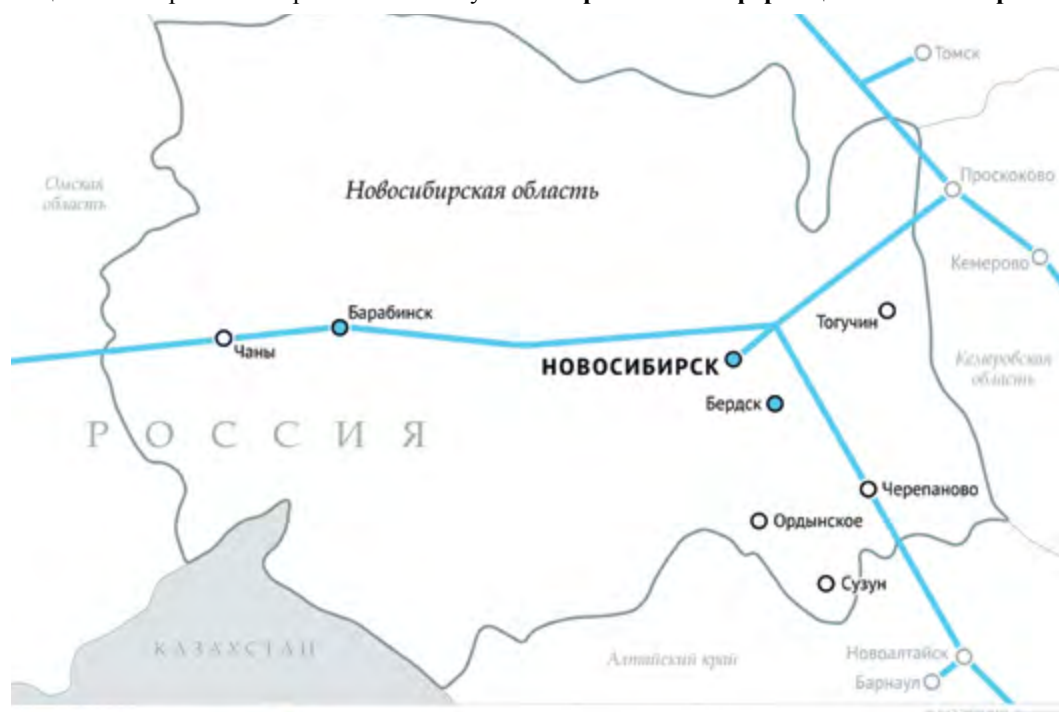 Томск
Проскоково
Омская
область
Новосибирская область
Кемерово
Барабинск
Тогучин
Чаны
НОВОСИБИРСК
Кемеровская
область
Бердск
РОССИЯ
Черепаново
Ордынское
Сузун
КАЗАХСТАН
Алтайский край
Новоалтайск
Барнаул